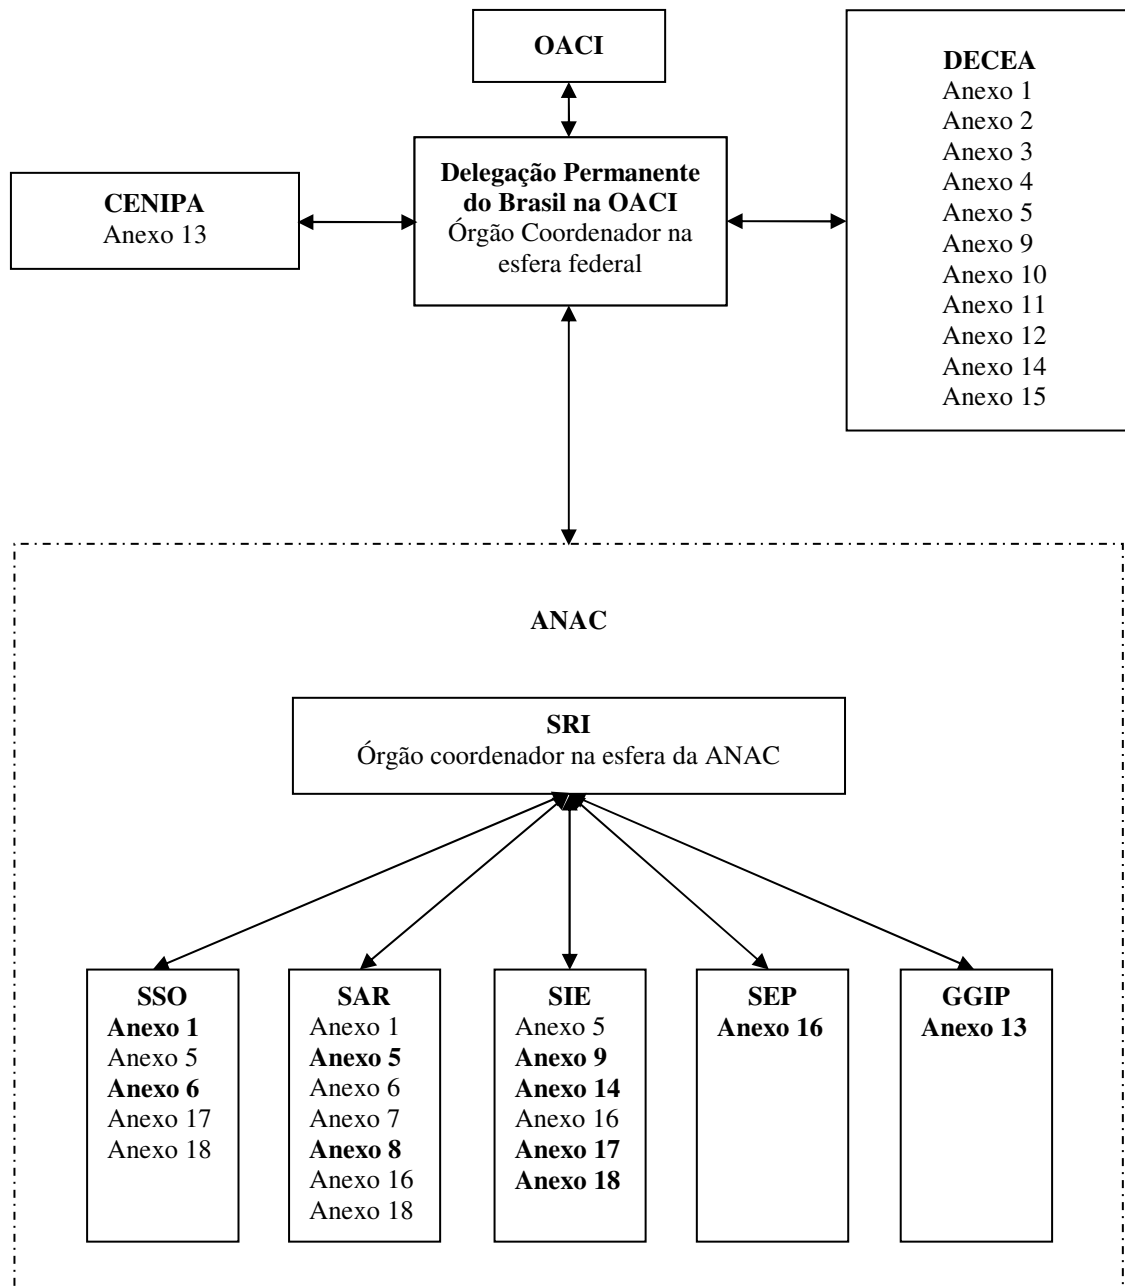 OACI
DECEA
Anexo 1
Anexo 2
Anexo 3
Anexo 4
Anexo 5
Anexo 9
Anexo 10
Anexo 11
Anexo 12
Anexo 14
Anexo 15
Delegação Permanente
do Brasil na OACI
Órgão Coordenador na
esfera federal
CENIPA
Anexo 13
ANAC
SRI
Órgão coordenador na esfera da ANAC
SSO
Anexo 1
Anexo 5
Anexo 6
Anexo 17
Anexo 18
SAR
Anexo 1
Anexo 5
Anexo 6
Anexo 7
Anexo 8
Anexo 16
Anexo 18
SIE
Anexo 5
Anexo 9
Anexo 14
Anexo 16
Anexo 17
Anexo 18
SEP
Anexo 16
GGIP
Anexo 13